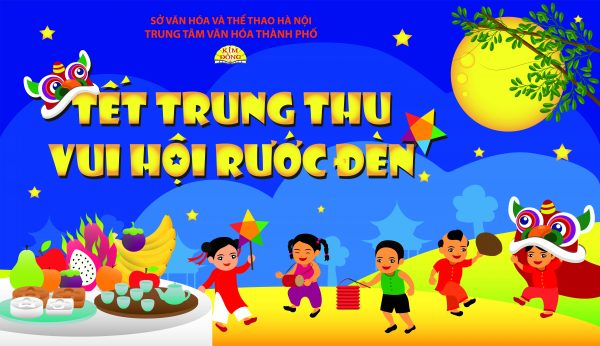 SỞ VĂN HÓA VÀ THỂ THAO HÀ NỘI
TRUNG TÂM VĂN HÓA THÀNH PHỐ
KIM
ĐỒNG
TẾT TRUNG THU
VUI HỘI RƯỚC ĐÈN